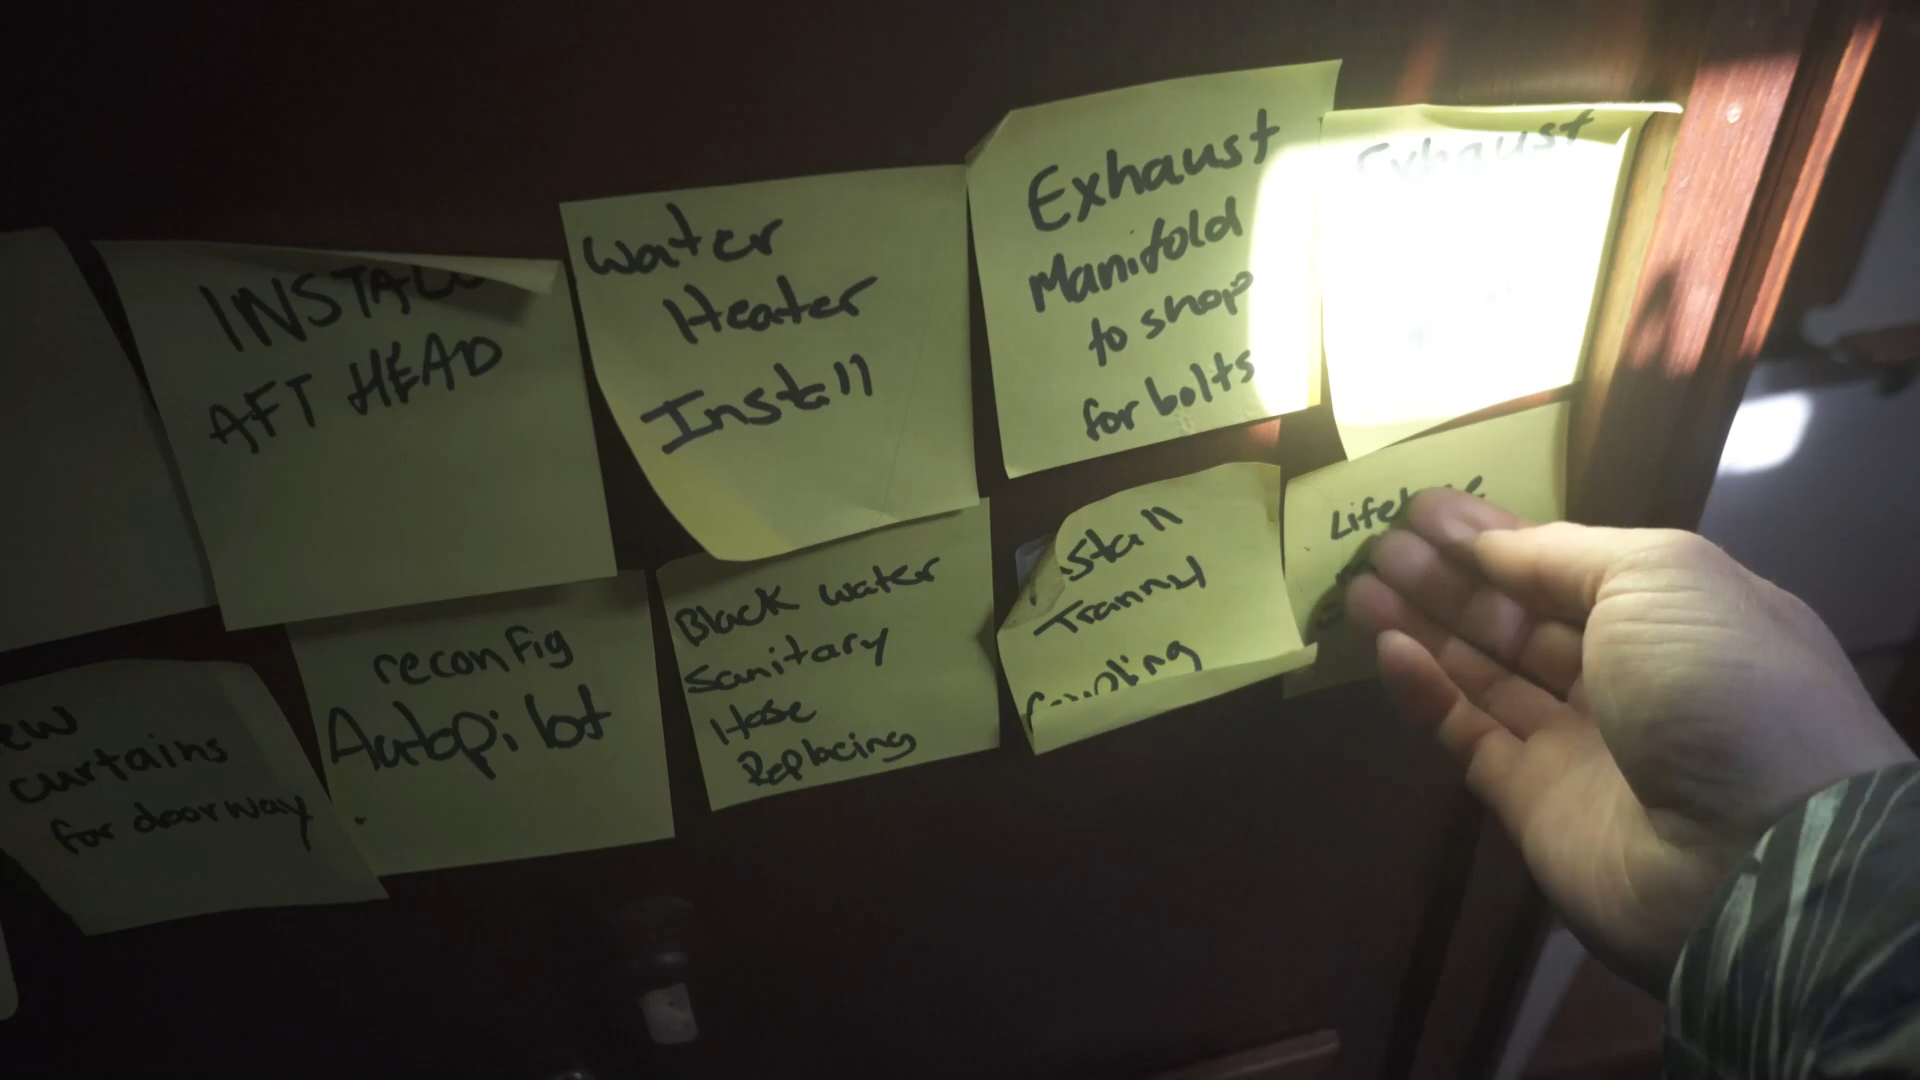 INSTALL
AFT HEAD
Water
Heater
Install
Exhaust
Manifold
to shop
for bolts
Exhaust
curtains
for doorway
reconfig
Autopilot
Black water
Sanitary
Hose
Replacing
Tranny